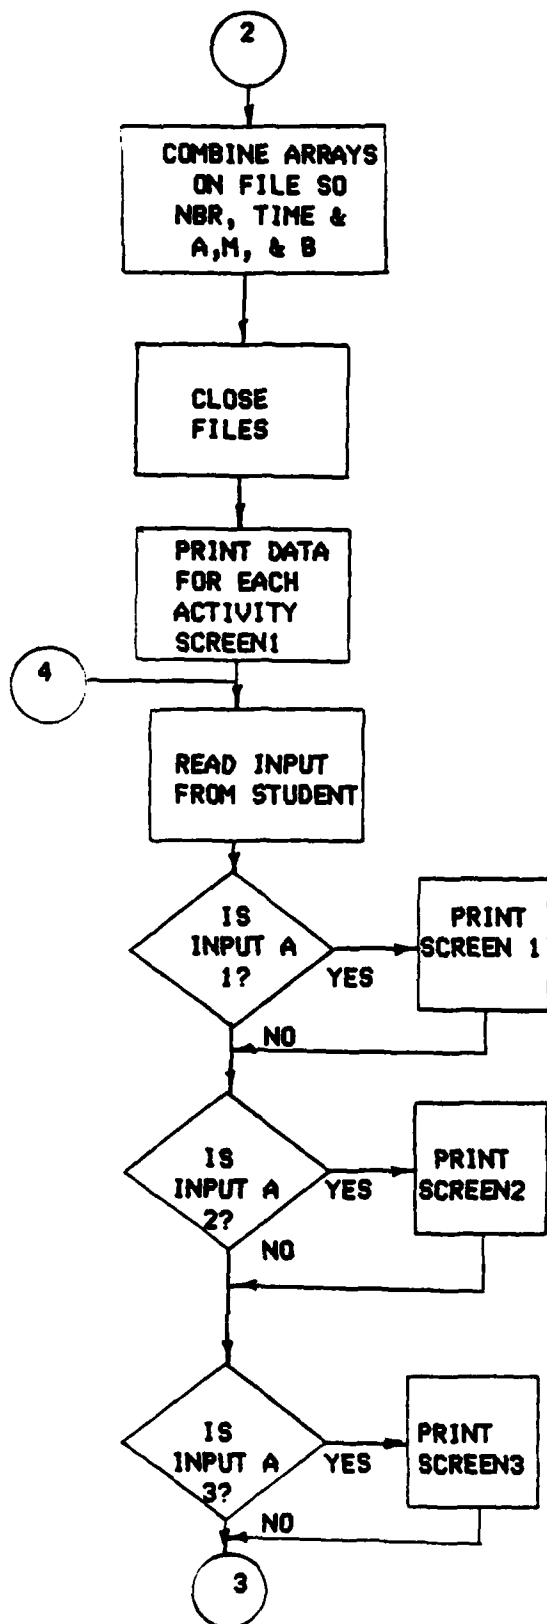 2
COMBINE ARRAYS
ON FILE SO
NBR, TIME &
A,M, & B
CLOSE
FILES
PRINT DATA
FOR EACH
ACTIVITY
SCREEN1
4
READ INPUT
FROM STUDENT
IS
INPUT A
1?
YES
PRINT
SCREEN 1
NO
IS
INPUT A
2?
YES
PRINT
SCREEN2
NO
IS
INPUT A
3?
YES
PRINT
SCREEN3
NO
3